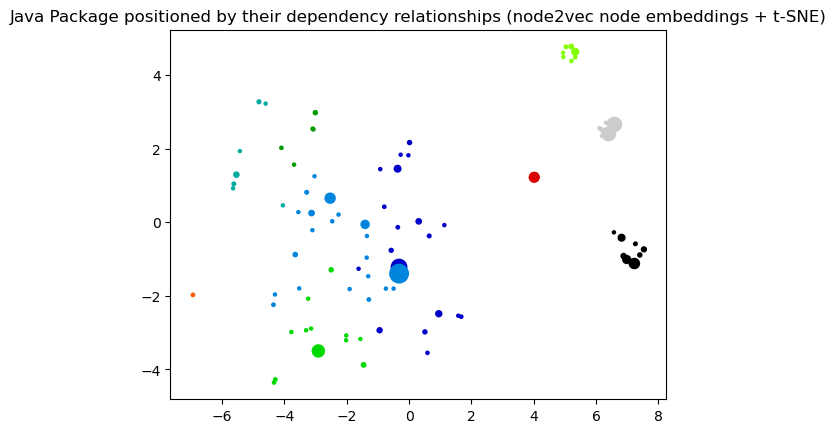 Java Package positioned by their dependency relationships (node2vec node embeddings + t-SNE)
4
2
0
−2
−4
−6 −4 −2 0 2 4 6 8